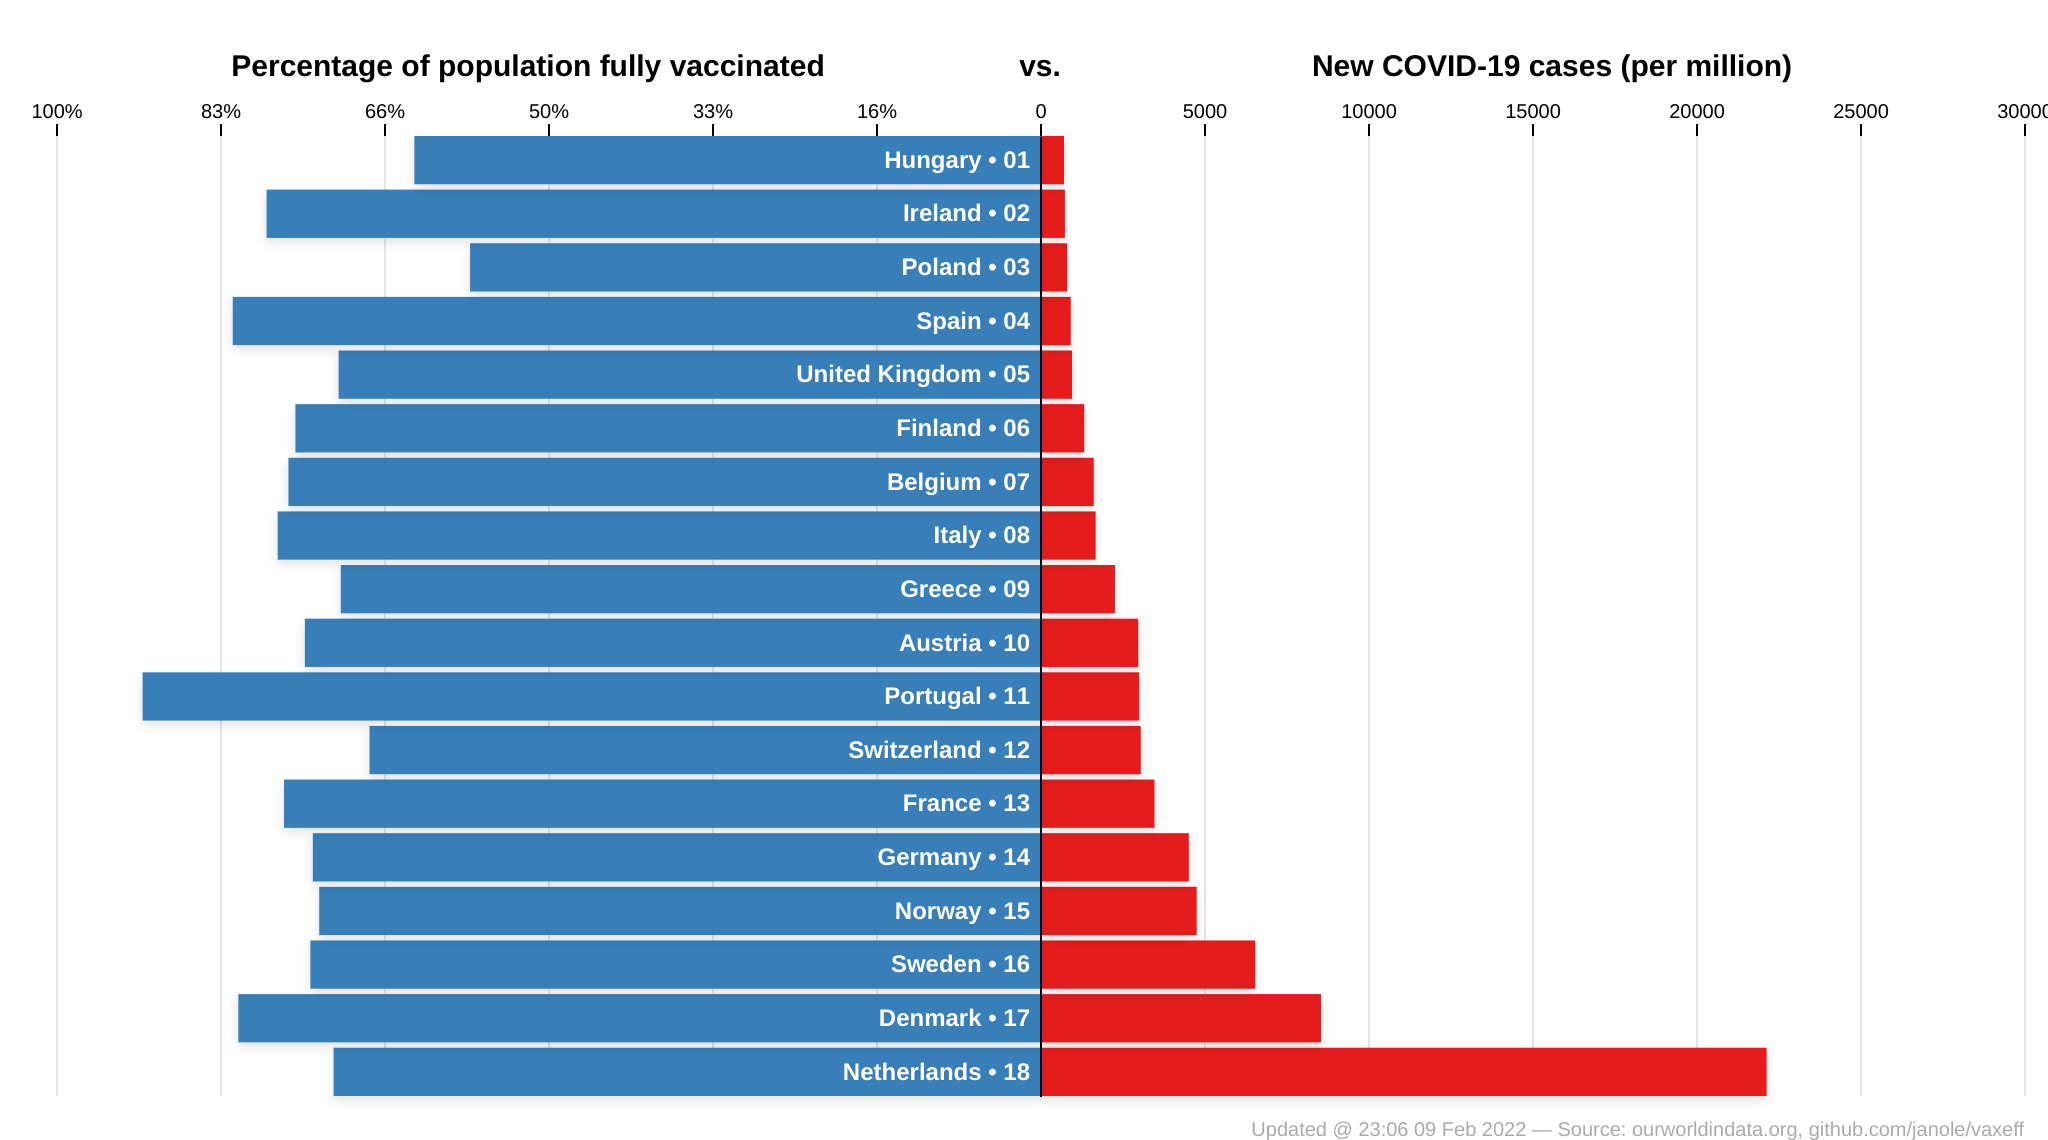 Percentage of population fully vaccinated vs. New COVID-19 cases (per million)
100% 83% 66% 50% 33% 16% 0 5000 10000 15000 20000 25000 30000
Hungary • 01
Ireland • 02
Poland • 03
Spain • 04
United Kingdom • 05
Finland • 06
Belgium • 07
Italy • 08
Greece • 09
Austria • 10
Portugal • 11
Switzerland • 12
France • 13
Germany • 14
Norway • 15
Sweden • 16
Denmark • 17
Netherlands • 18
Updated @ 23:06 09 Feb 2022 — Source: ourworldindata.org, github.com/janole/vaxeff